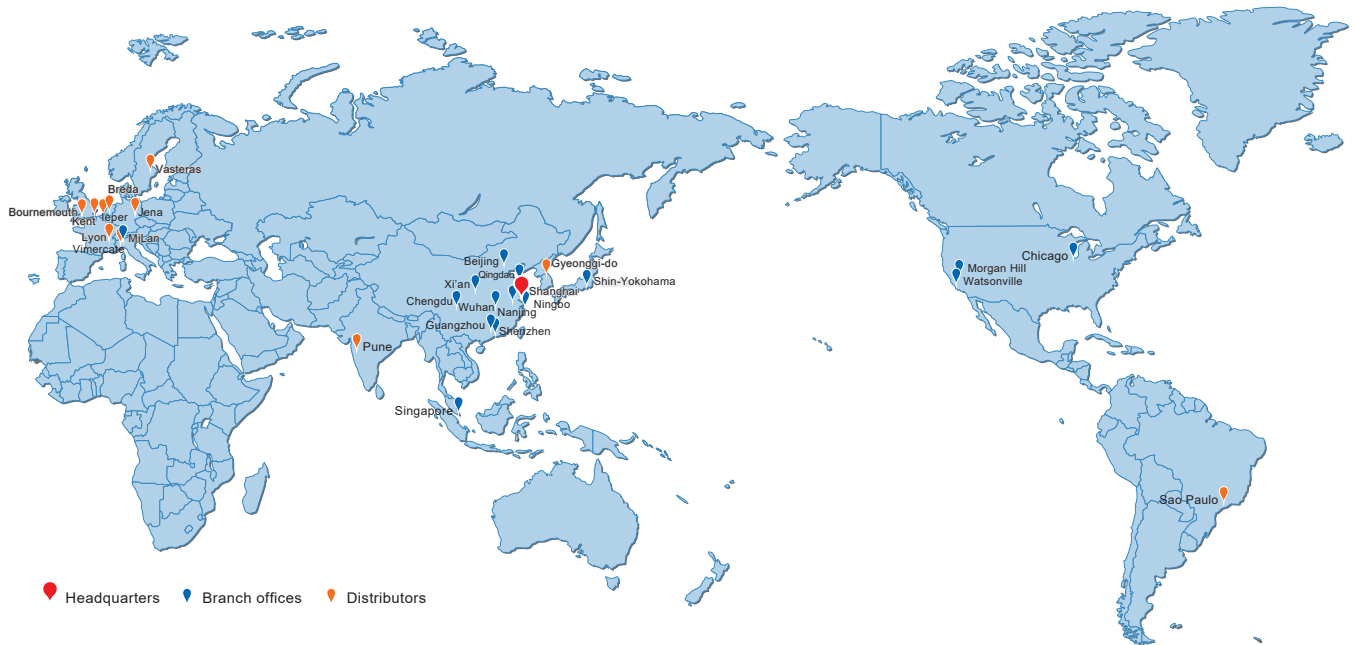 Vasteras
Breda
Bournemouth
Kent
Ieper
Jena
Lyon
MiLan
Vimercate
Beijing
Gyeonggi-do
Qingdao
Xi'an
Shin-Yokohama
Shanghai
Chengdu
Wuhan
Ningbo
Nanjing
Guangzhou
Shenzhen
Pune
Singapore
Chicago
Morgan Hill
Watsonville
Sao Paulo
Headquarters
Branch offices
Distributors